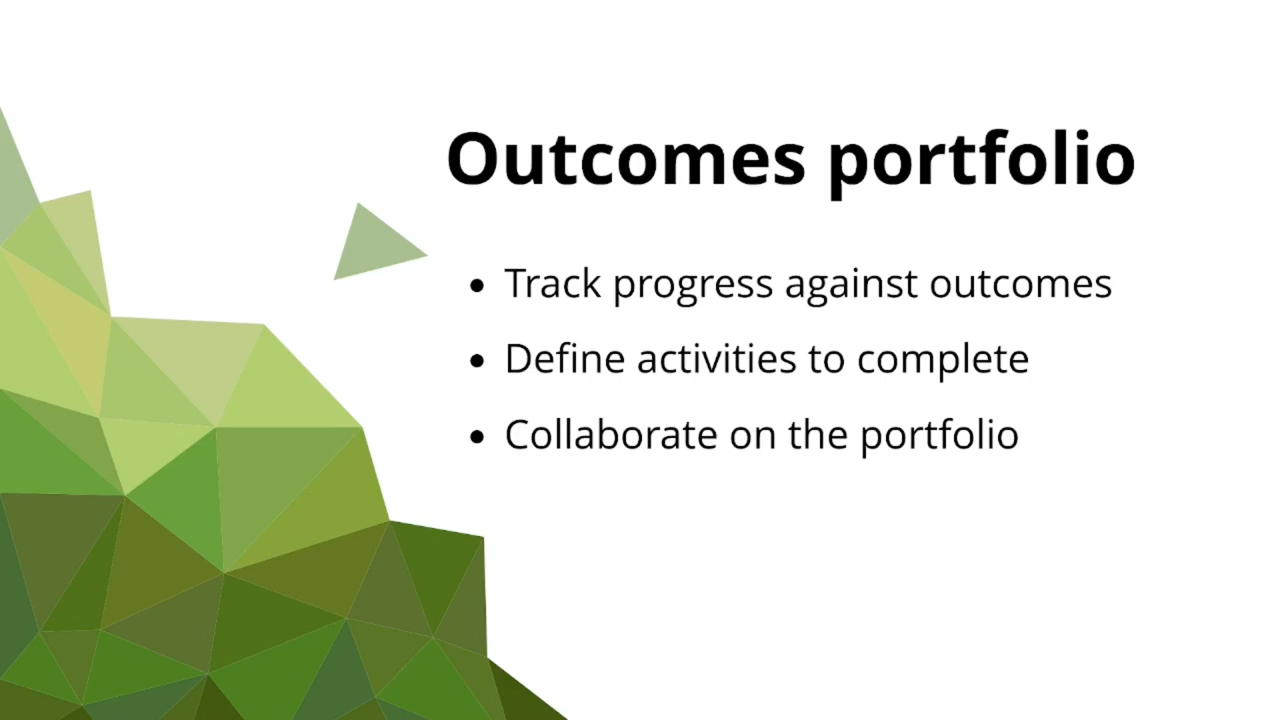 Outcomes portfolio
• Track progress against outcomes
• Define activities to complete
• Collaborate on the portfolio